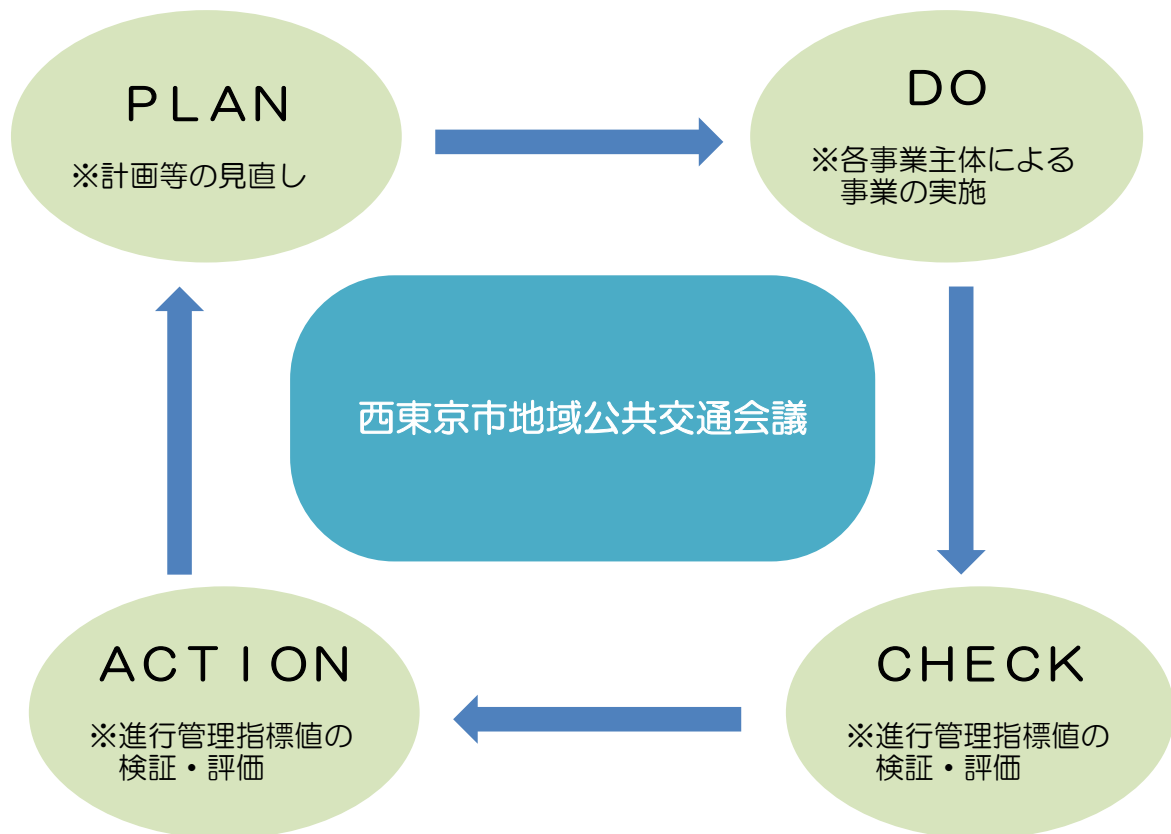 ＰＬＡＮ
※計画等の見直し
ＤＯ
※各事業主体による
事業の実施
西東京市地域公共交通会議
ＡＣＴＩＯＮ
※進行管理指標値の
検証・評価
ＣＨＥＣＫ
※進行管理指標値の
検証・評価